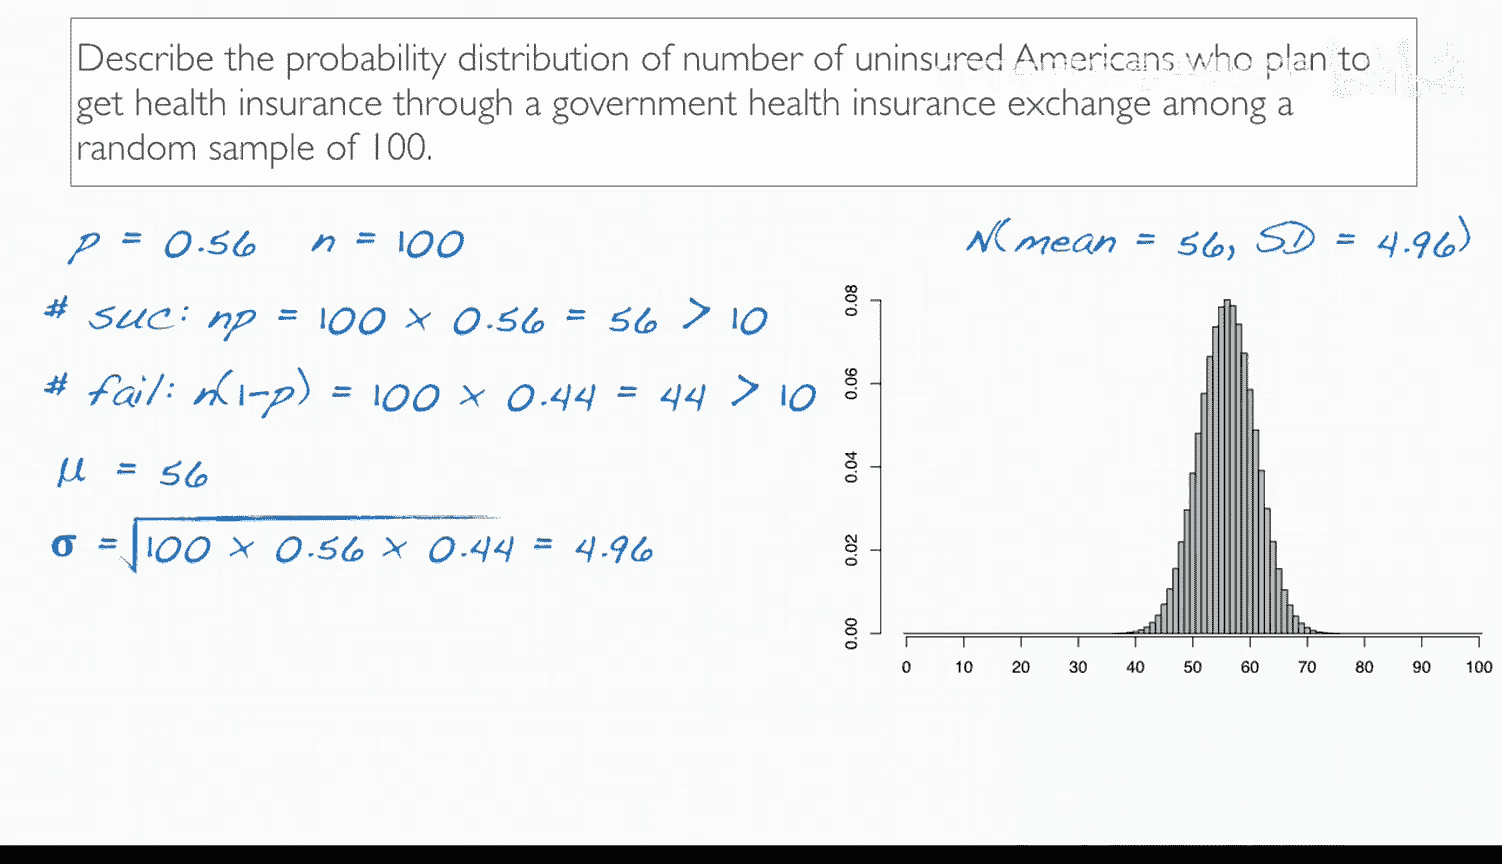 Describe the probability distribution of number of uninsured Americans who plan to
get health insurance through a government health insurance exchange among a
random sample of 100.
p = 0.56 n = 100
# suc: np = 100 × 0.56 = 56 > 10
# fail: n(1-p) = 100 × 0.44 = 44 > 10
μ = 56
σ = √100 × 0.56 × 0.44 = 4.96
N(mean = 56, SD = 4.96)
0.08
0.06
0.04
0.02
0.00
0 10 20 30 40 50 60 70 80 90 100